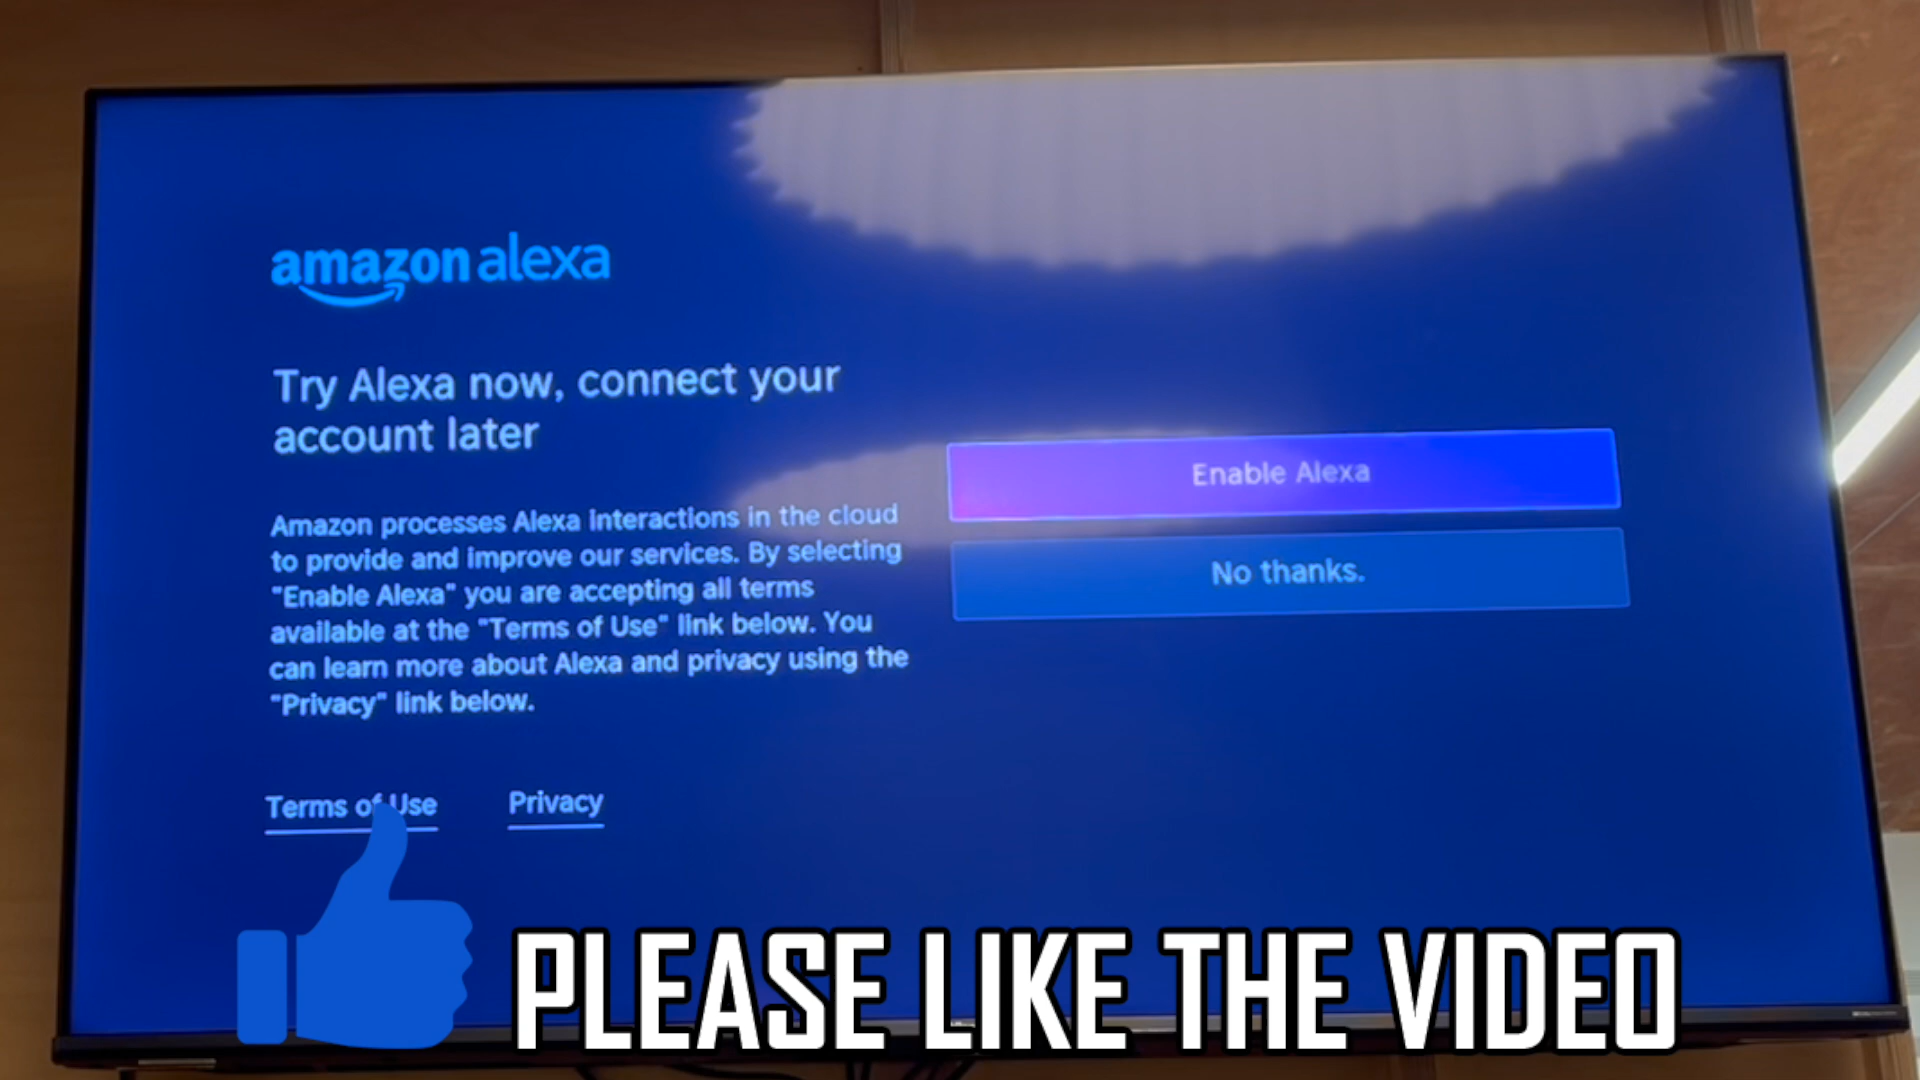 amazon alexa
Try Alexa now, connect your
account later
Amazon processes Alexa interactions in the cloud
to provide and improve our services. By selecting
"Enable Alexa" you are accepting all terms
available at the "Terms of Use" link below. You
can learn more about Alexa and privacy using the
"Privacy" link below.
Terms of Use
Privacy
Enable Alexa
No thanks.
PLEASE LIKE THE VIDEO